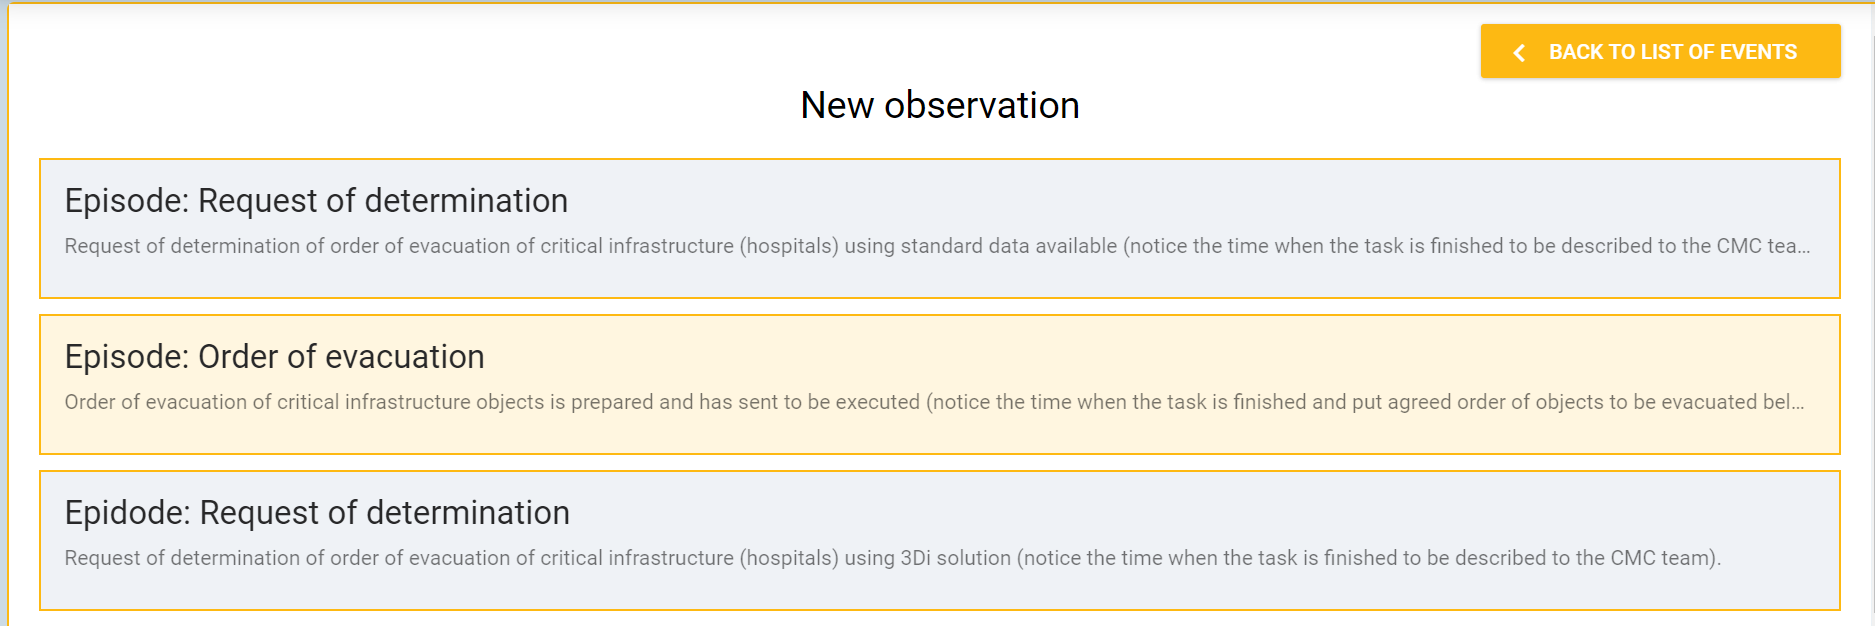 BACK TO LIST OF EVENTS
New observation
Episode: Request of determination
Request of determination of order of evacuation of critical infrastructure (hospitals) using standard data available (notice the time when the task is finished to be described to the CMC tea...
Episode: Order of evacuation
Order of evacuation of critical infrastructure objects is prepared and has sent to be executed (notice the time when the task is finished and put agreed order of objects to be evacuated bel...
Epidode: Request of determination
Request of determination of order of evacuation of critical infrastructure (hospitals) using 3Di solution (notice the time when the task is finished to be described to the CMC team).